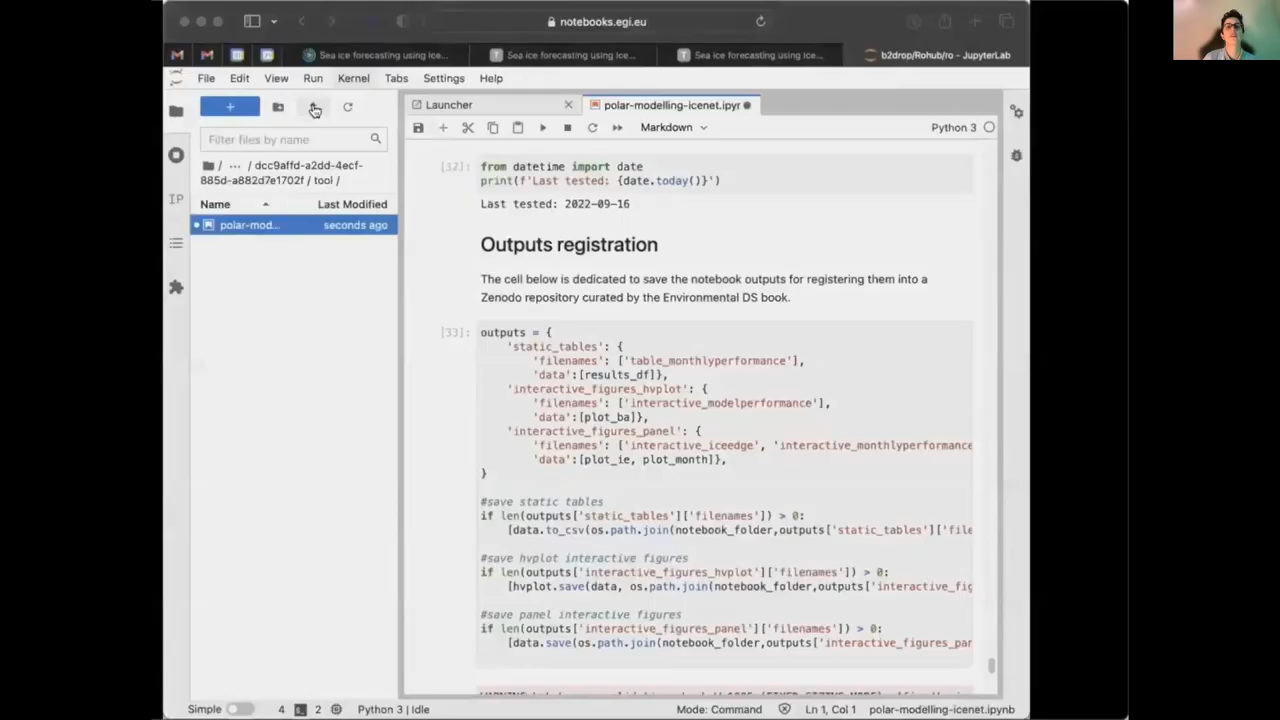 notebooks.egi.eu
Sea ice forecasting using Ice...
Sea ice forecasting using IceNet...
Sea ice forecasting using IceNet...
b2drop/Rohub/ro - JupyterLab
File Edit View Run Kernel Tabs Settings Help
+
Launcher
polar-modelling-icenet.ipyr
Filter files by name
Markdown
Python 3
/ ... / dcc9affd-a2dd-4ecf-
885d-a882d7e1702f / tool /
Name Last Modified
polar-mod... seconds ago
[32]: from datetime import date
print(f'Last tested: {date.today()}')
Last tested: 2022-09-16
Outputs registration
The cell below is dedicated to save the notebook outputs for registering them into a
Zenodo repository curated by the Environmental DS book.
[33]: outputs = {
'static_tables': {
'filenames': ['table_monthlyperformance'],
'data':[results_df]},
'interactive_figures_hvplot': {
'filenames': ['interactive_modelperformance'],
'data':[plot_ba]},
'interactive_figures_panel': {
'filenames': ['interactive_iceedge', 'interactive_monthlyperformance
'data':[plot_ie, plot_month]},
}
#save static tables
if len(outputs['static_tables']['filenames']) > 0:
[data.to_csv(os.path.join(notebook_folder,outputs['static_tables']['file
#save hvplot interactive figures
if len(outputs['interactive_figures_hvplot']['filenames']) > 0:
[hvplot.save(data, os.path.join(notebook_folder,outputs['interactive_fig
#save panel interactive figures
if len(outputs['interactive_figures_panel']['filenames']) > 0:
[data.save(os.path.join(notebook_folder,outputs['interactive_figures_par
Simple 4 2 Python 3 | Idle Mode: Command Ln 1, Col 1 polar-modelling-icenet.ipynb